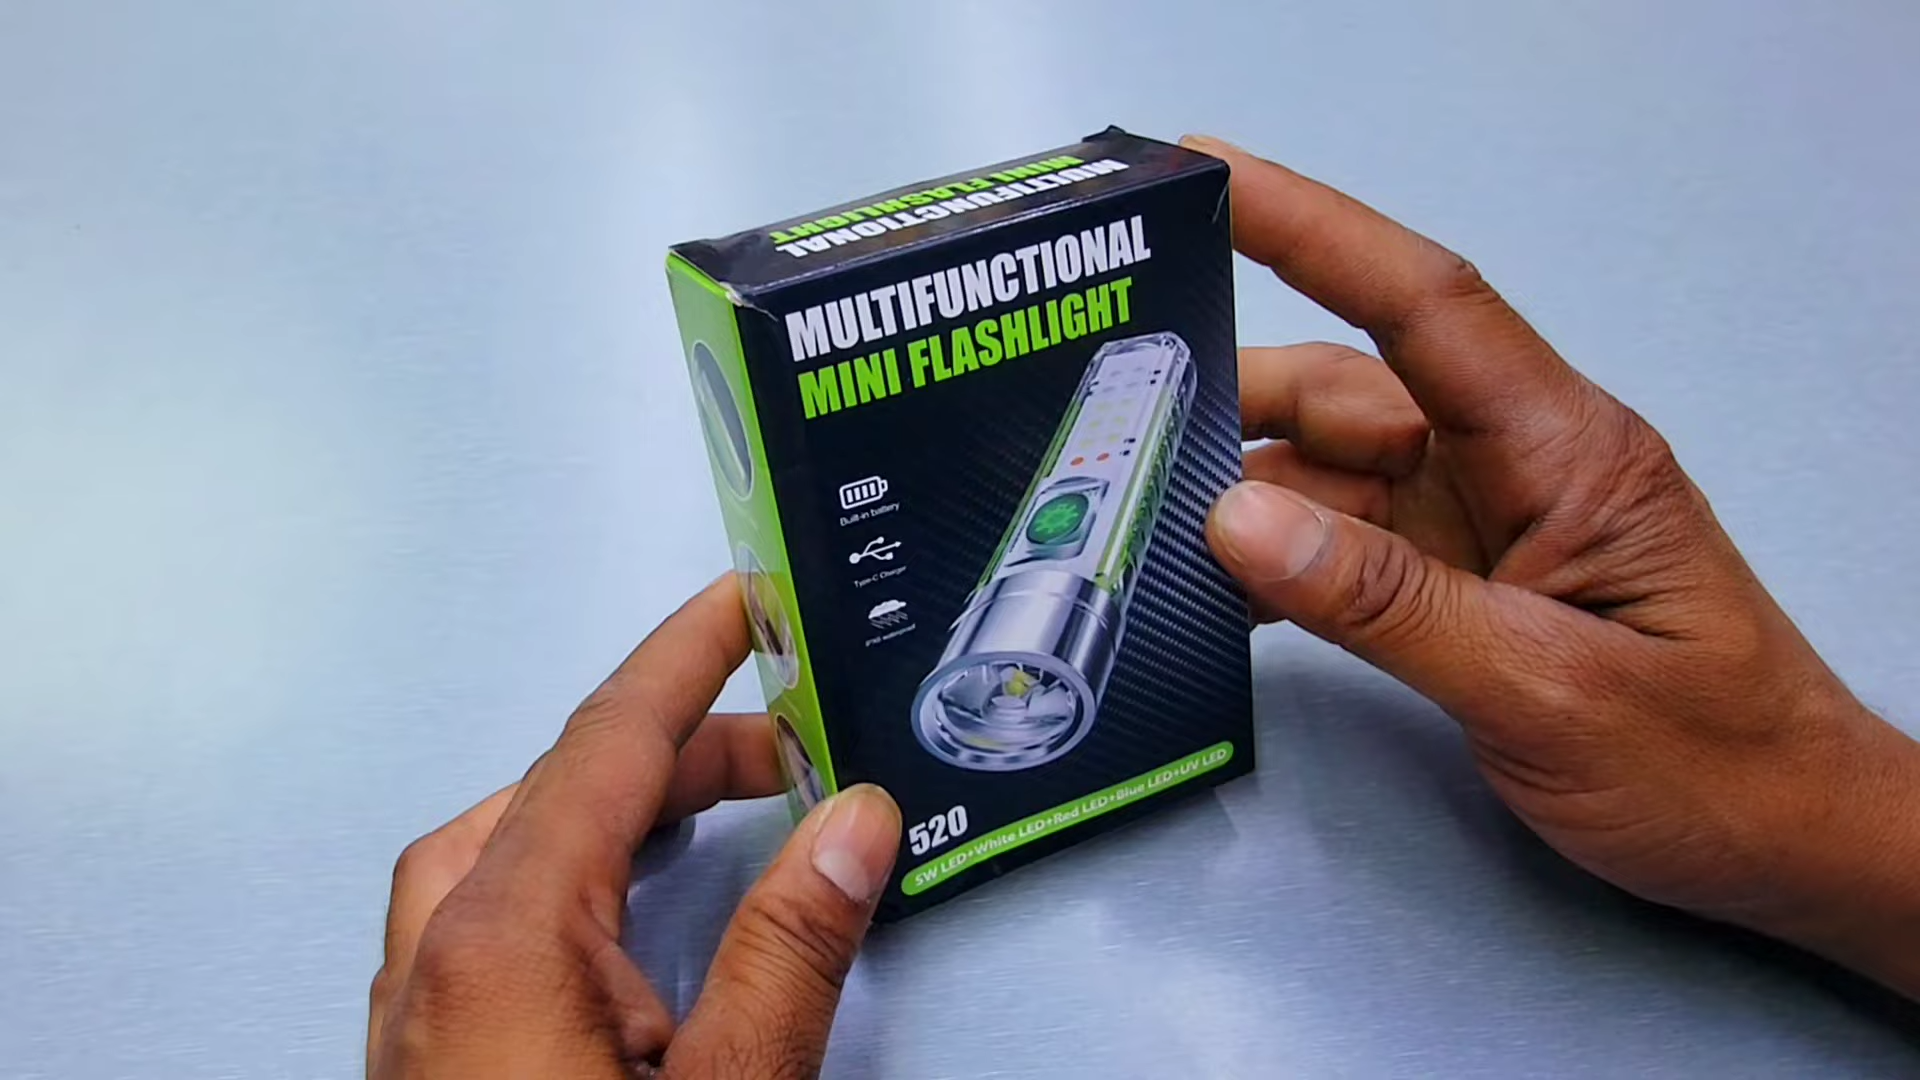 MULTIFUNCTIONAL
MINI FLASHLIGHT
MULTIFUNCTIONAL
MINI FLASHLIGHT
Built-in battery
Type-C Charger
waterproof
520
5W LED+White LED+Red LED+Blue LED+UV LED